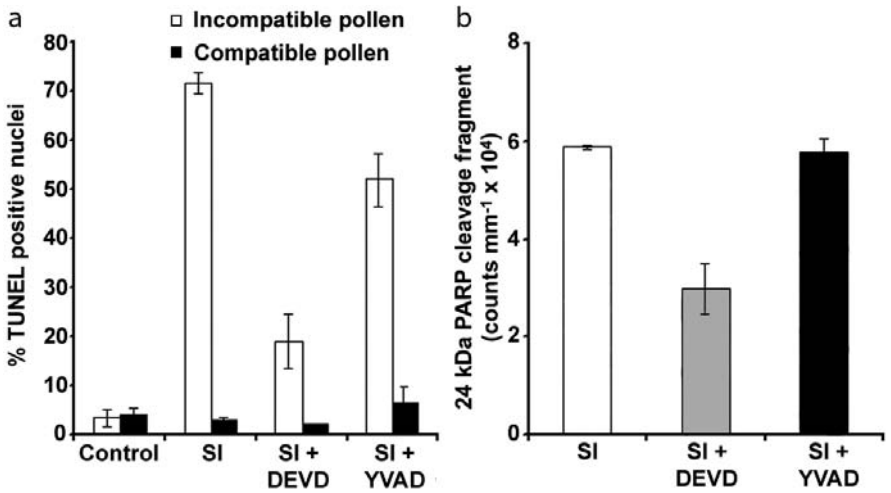 a
Incompatible pollen
Compatible pollen
% TUNEL positive nuclei
80
70
60
50
40
30
20
10
0
Control
SI
SI +
DEVD
SI +
YVAD
b
24 kDa PARP cleavage fragment
(counts mm⁻¹ x 10⁴)
8
6
4
2
0
SI
SI +
DEVD
SI +
YVAD